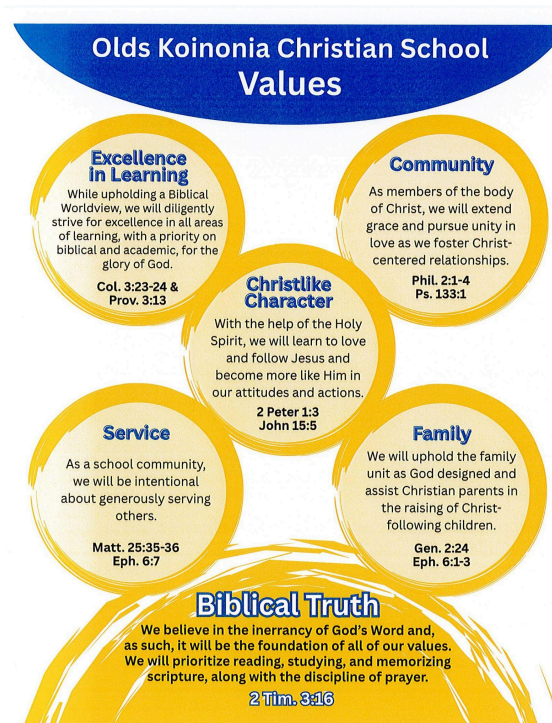 Olds Koinonia Christian School
Values
Excellence
in Learning
While upholding a Biblical
Worldview, we will diligently
strive for excellence in all areas
of learning, with a priority on
biblical and academic, for the
glory of God.
Col. 3:23-24 &
Prov. 3:13
Community
As members of the body
of Christ, we will extend
grace and pursue unity in
love as we foster Christ-
centered relationships.
Phil. 2:1-4
Ps. 133:1
Christlike
Character
With the help of the Holy
Spirit, we will learn to love
and follow Jesus and
become more like Him in
our attitudes and actions.
2 Peter 1:3
John 15:5
Service
As a school community,
we will be intentional
about generously serving
others.
Matt. 25:35-36
Eph. 6:7
Family
We will uphold the family
unit as God designed and
assist Christian parents in
the raising of Christ-
following children.
Gen. 2:24
Eph. 6:1-3
Biblical Truth
We believe in the inerrancy of God's Word and,
as such, it will be the foundation of all of our values.
We will prioritize reading, studying, and memorizing
scripture, along with the discipline of prayer.
2 Tim. 3:16